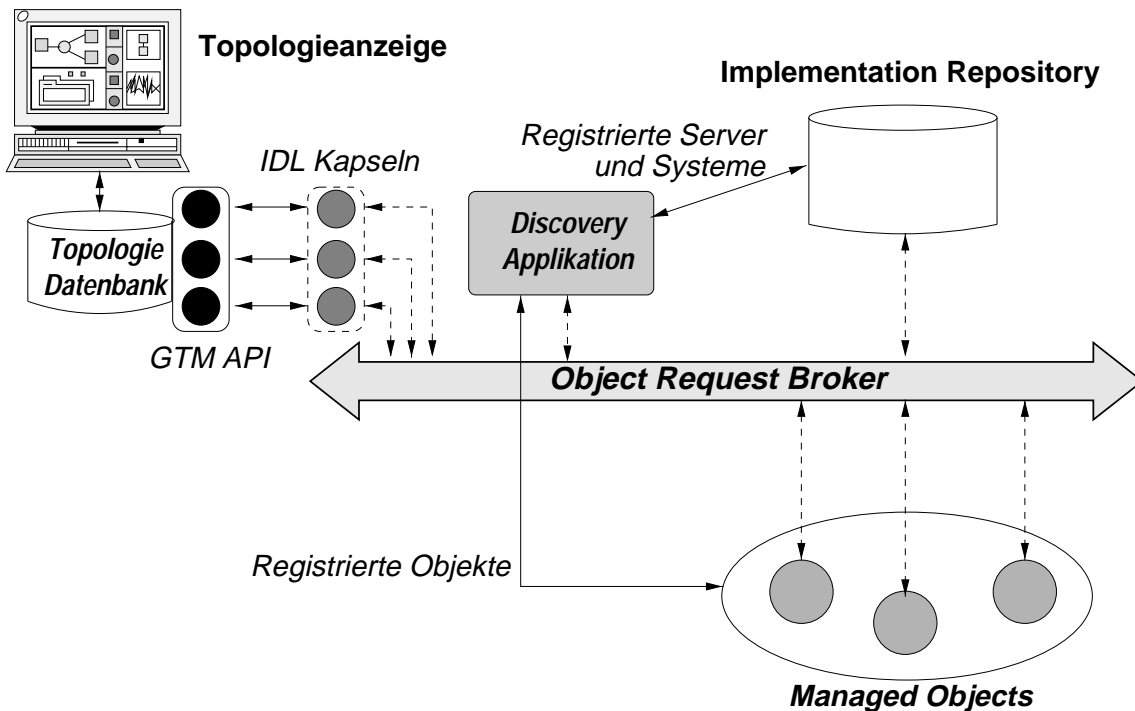 Topologieanzeige
Implementation Repository
Registrierte Server
und Systeme
IDL Kapseln
Discovery
Applikation
Topologie
Datenbank
GTM API
Object Request Broker
Registrierte Objekte
Managed Objects